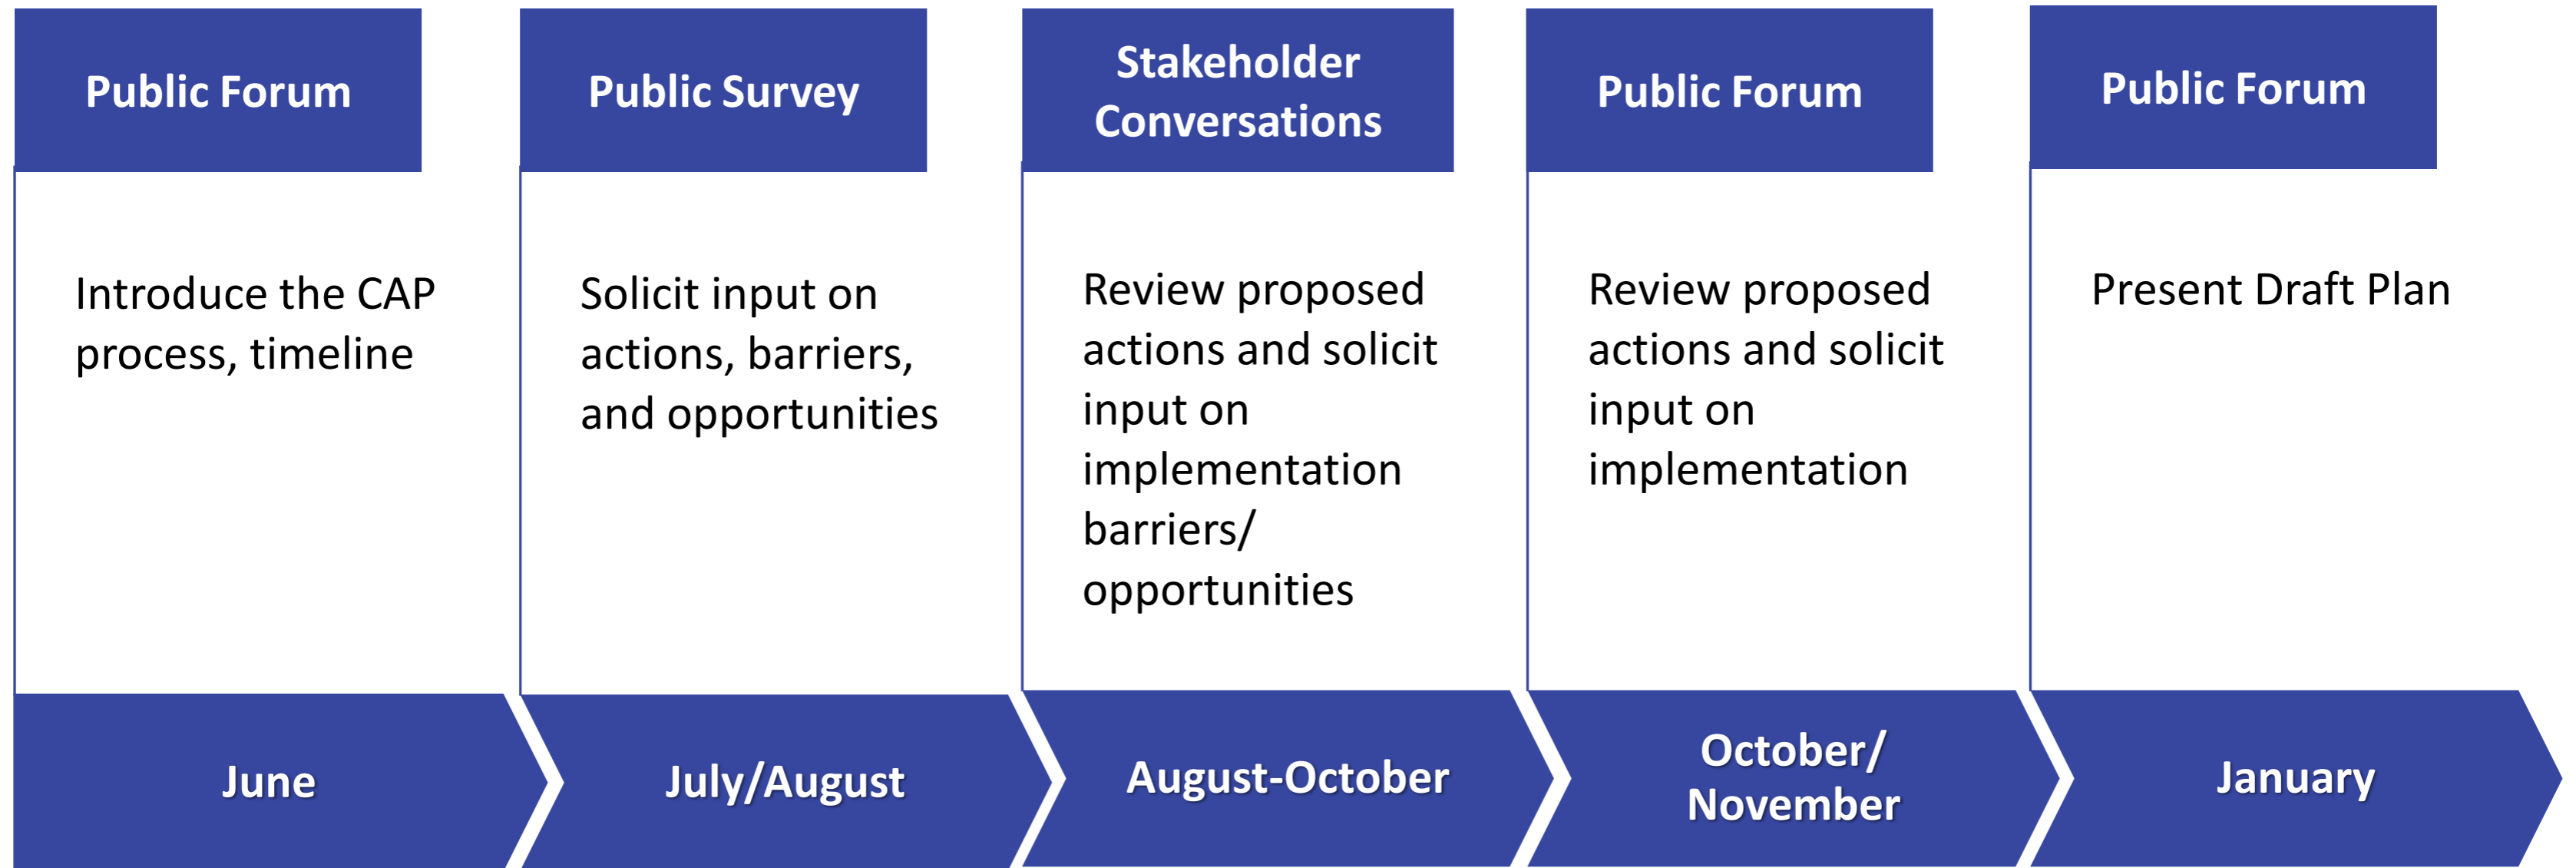 Public Forum
Introduce the CAP
process, timeline
June
Public Survey
Solicit input on
actions, barriers,
and opportunities
July/August
Stakeholder
Conversations
Review proposed
actions and solicit
input on
implementation
barriers/
opportunities
August-October
Public Forum
Review proposed
actions and solicit
input on
implementation
October/
November
Public Forum
Present Draft Plan
January